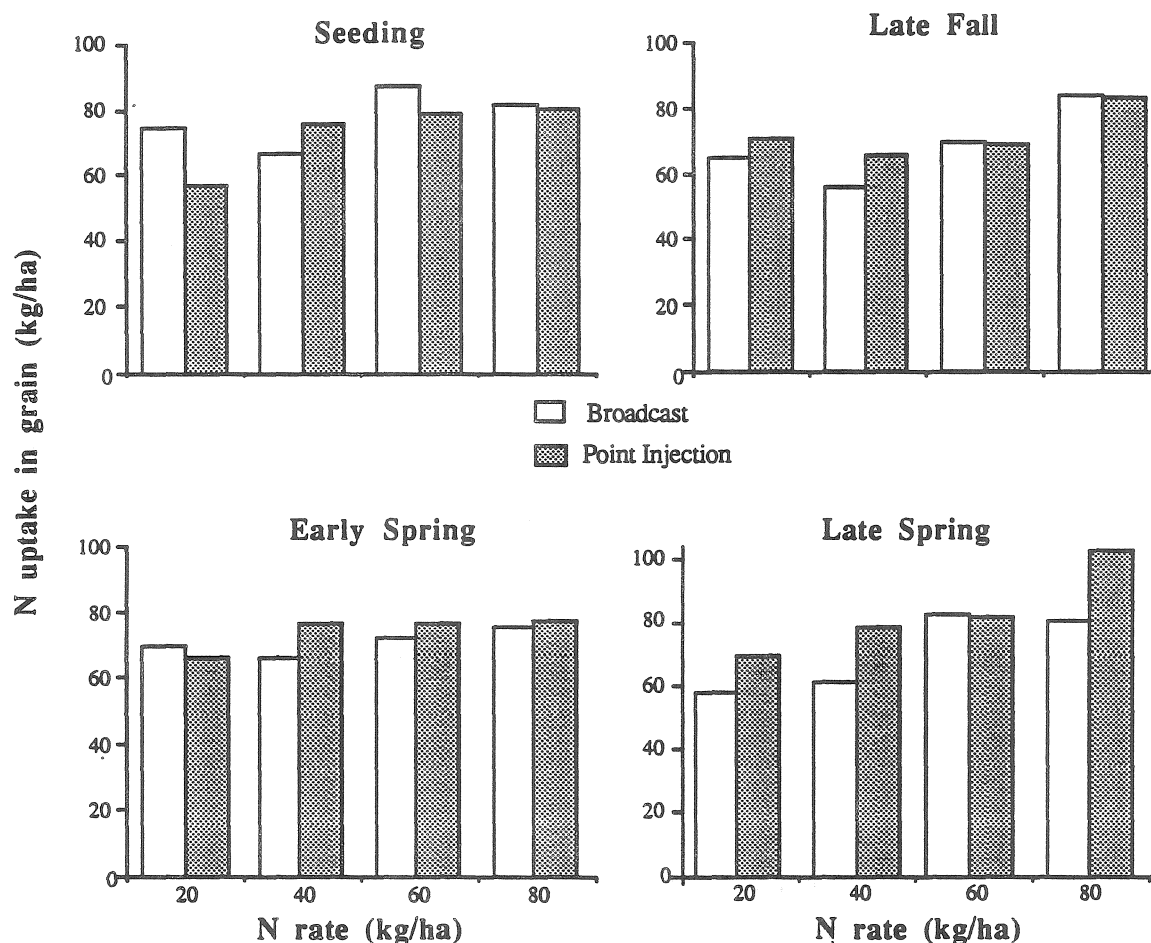 Seeding
100
80
60
40
20
0
Late Fall
100
80
60
40
20
0
N uptake in grain (kg/ha)
Broadcast
Point Injection
Early Spring
100
80
60
40
20
0
20 40 60 80
N rate (kg/ha)
Late Spring
100
80
60
40
20
0
20 40 60 80
N rate (kg/ha)